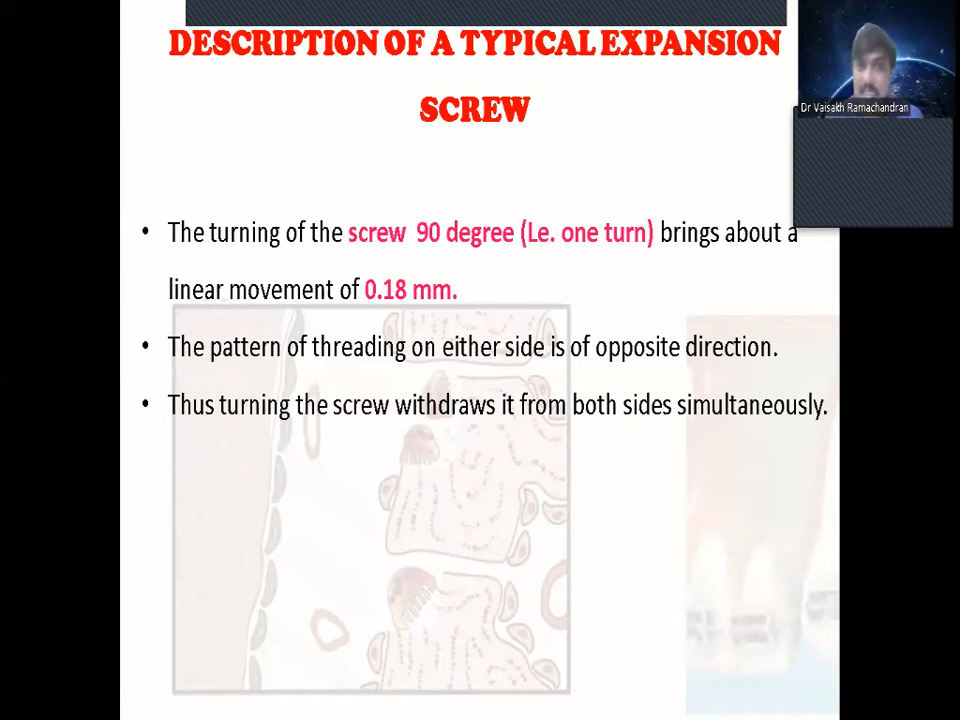 DESCRIPTION OF A TYPICAL EXPANSION
SCREW
Dr Vaisakh Ramachandran
• The turning of the screw 90 degree (Le. one turn) brings about a
linear movement of 0.18 mm.
• The pattern of threading on either side is of opposite direction.
• Thus turning the screw withdraws it from both sides simultaneously.